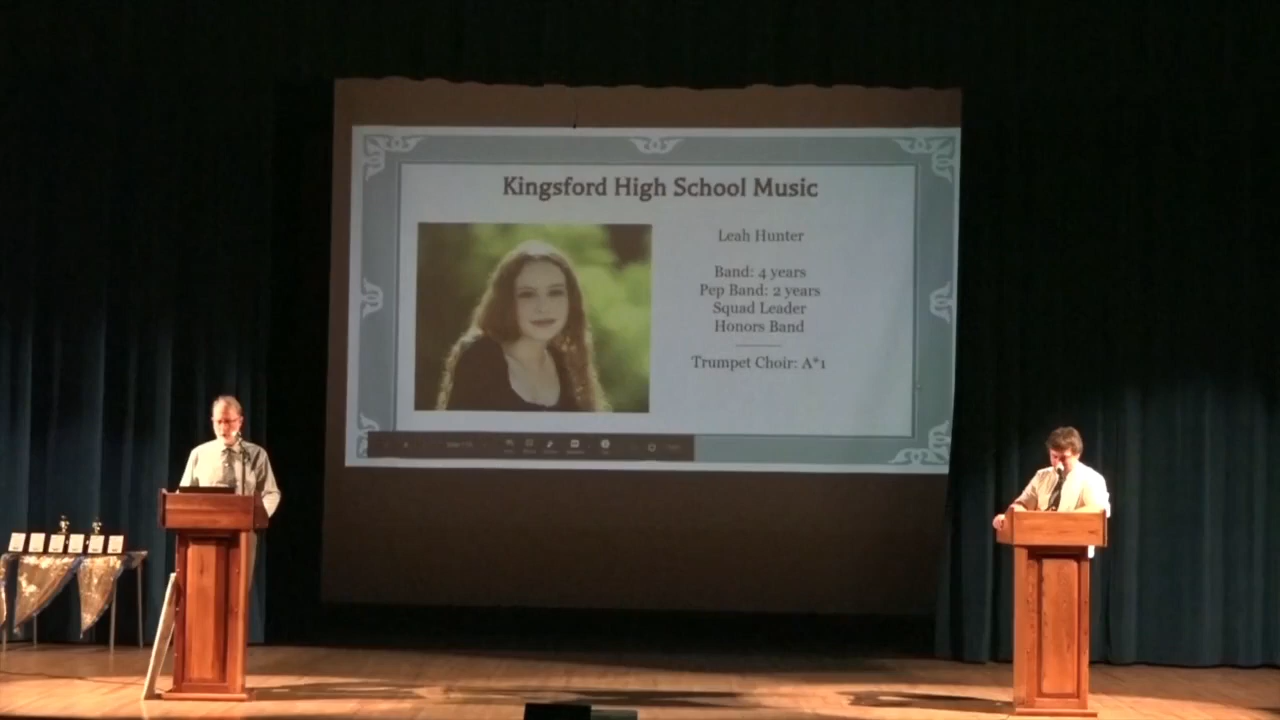 Kingsford High School Music
Leah Hunter
Band: 4 years
Pep Band: 2 years
Squad Leader
Honors Band
Trumpet Choir: A*1